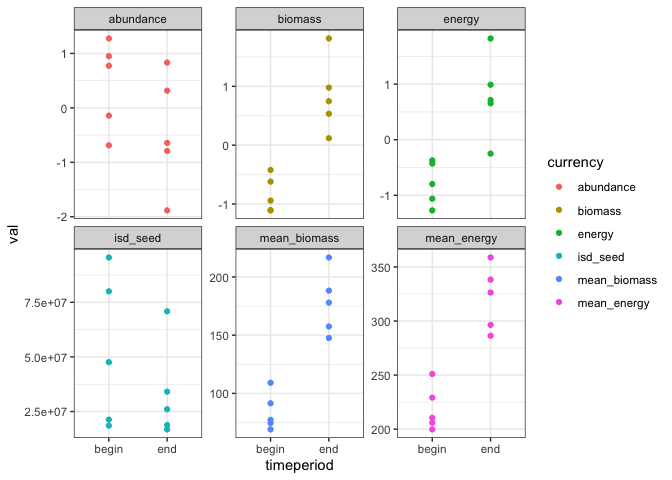 abundance
biomass
energy
1
0
-1
-2
1
0
-1
1
0
-1
isd_seed
mean_biomass
mean_energy
7.5e+07
5.0e+07
2.5e+07
200
150
100
350
300
250
200
begin
end
begin
end
begin
end
timeperiod
val
currency
abundance
biomass
energy
isd_seed
mean_biomass
mean_energy